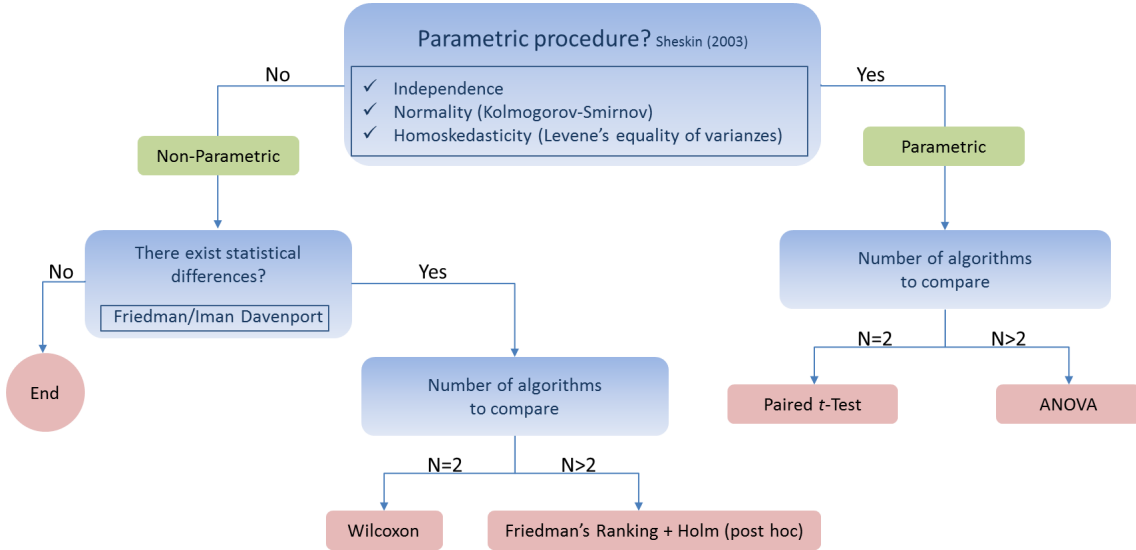 Parametric procedure? Sheskin (2003)
No
Yes
✓ Independence
✓ Normality (Kolmogorov-Smirnov)
✓ Homoskedasticity (Levene's equality of varianzes)
Non-Parametric
Parametric
There exist statistical
differences?
Friedman/Iman Davenport
No
Yes
Number of algorithms
to compare
N=2
N>2
End
Number of algorithms
to compare
Paired t-Test
ANOVA
N=2
N>2
Wilcoxon
Friedman's Ranking + Holm (post hoc)